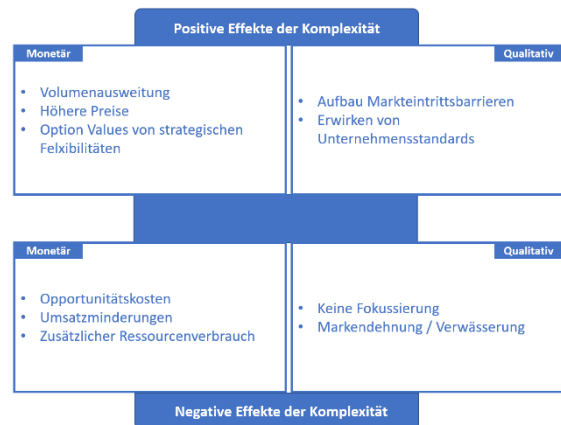 Positive Effekte der Komplexität
Monetär
Qualitativ
• Volumenausweitung
• Höhere Preise
• Option Values von strategischen
Felxibilitäten
• Aufbau Markteintrittsbarrieren
• Erwirken von
Unternehmensstandards
Monetär
Qualitativ
• Opportunitätskosten
• Umsatzminderungen
• Zusätzlicher Ressourcenverbrauch
• Keine Fokussierung
• Markendehnung / Verwässerung
Negative Effekte der Komplexität